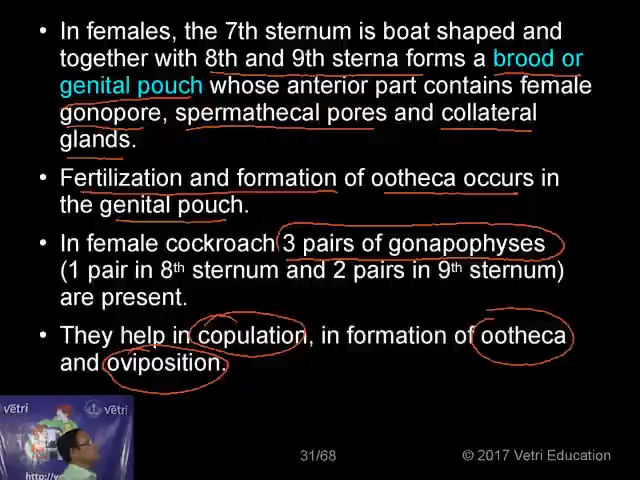 • In females, the 7th sternum is boat shaped and
together with 8th and 9th sterna forms a brood or
genital pouch whose anterior part contains female
gonopore, spermathecal pores and collateral
glands.
• Fertilization and formation of ootheca occurs in
the genital pouch.
• In female cockroach 3 pairs of gonapophyses
(1 pair in 8th sternum and 2 pairs in 9th sternum)
are present.
• They help in copulation, in formation of ootheca
and oviposition.
vetri vetri
http://v
31/68 © 2017 Vetri Education